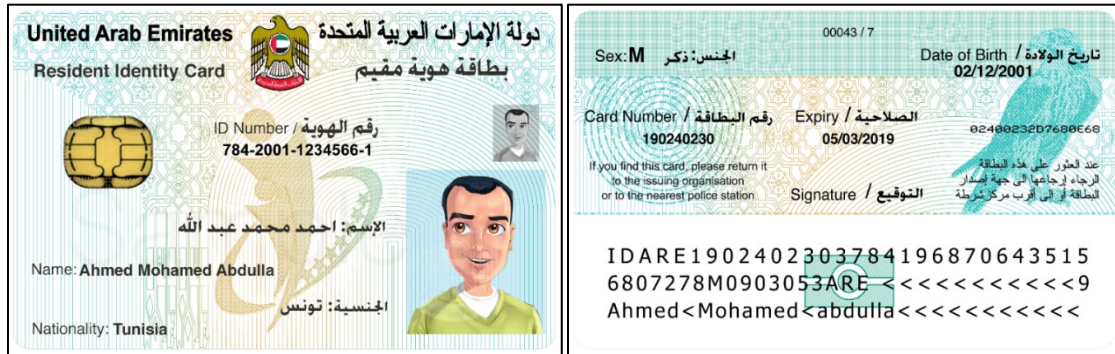 United Arab Emirates دولة الإمارات العربية المتحدة
Resident Identity Card بطاقة هوية مقيم
ID Number / رقم الهوية
784-2001-1234566-1
الإسم: احمد محمد عبد الله
Name: Ahmed Mohamed Abdulla
الجنسية: تونس
Nationality: Tunisia
00043 / 7
Sex: M الجنس: ذكر
Date of Birth / تاريخ الولادة
02/12/2001
Card Number / رقم البطاقة
190240230
Expiry / الصلاحية
05/03/2019
02400232D7680E68
If you find this card, please return it
to the issuing organisation
or to the nearest police station
Signature / التوقيع
عند العثور على هذه البطاقة
الرجاء إرجاعها الى جهة إصدار
البطاقة او الى أقرب مركز شرطة
IDARE1902402303784196870643515
6807278M0903053ARE <<<<<<<<<<<9
Ahmed<Mohamed<abdulla<<<<<<<<<<<